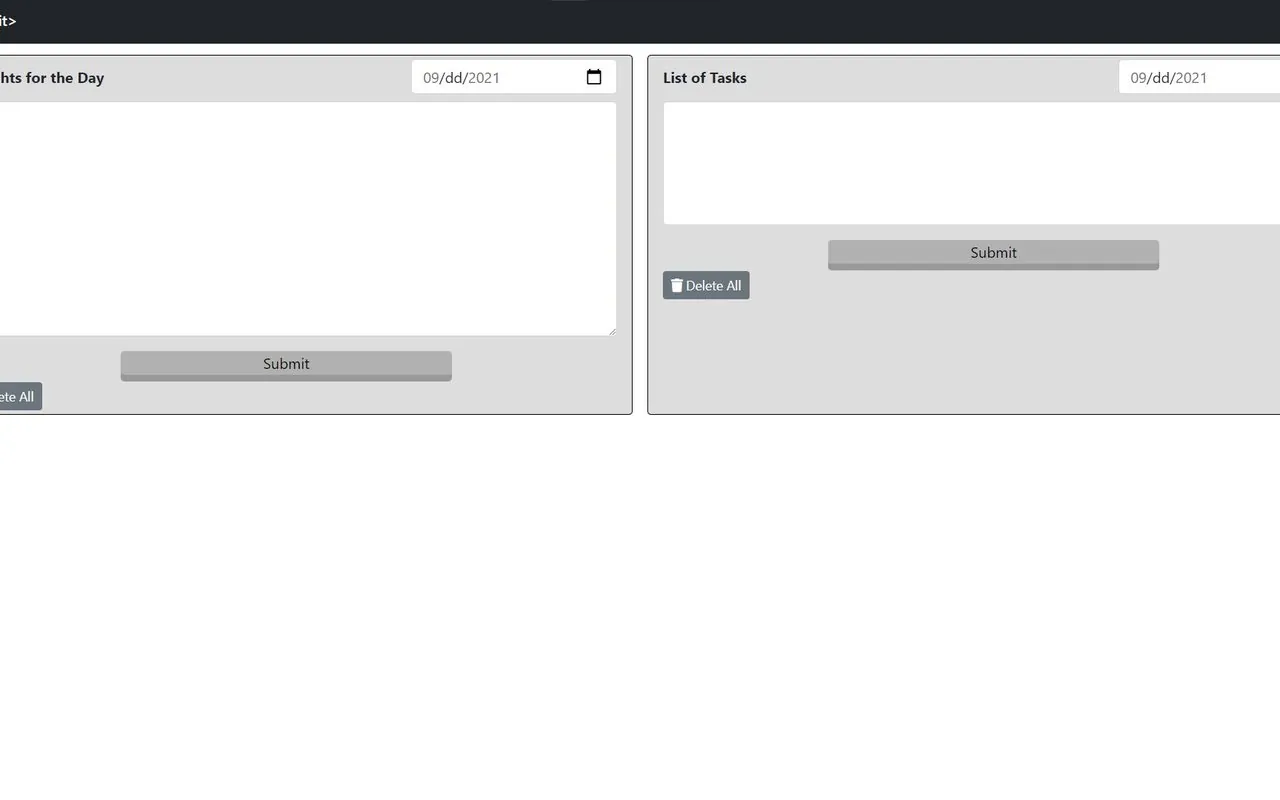 it>
hts for the Day
09/dd/2021
Submit
ete All
List of Tasks
09/dd/2021
Submit
Delete All